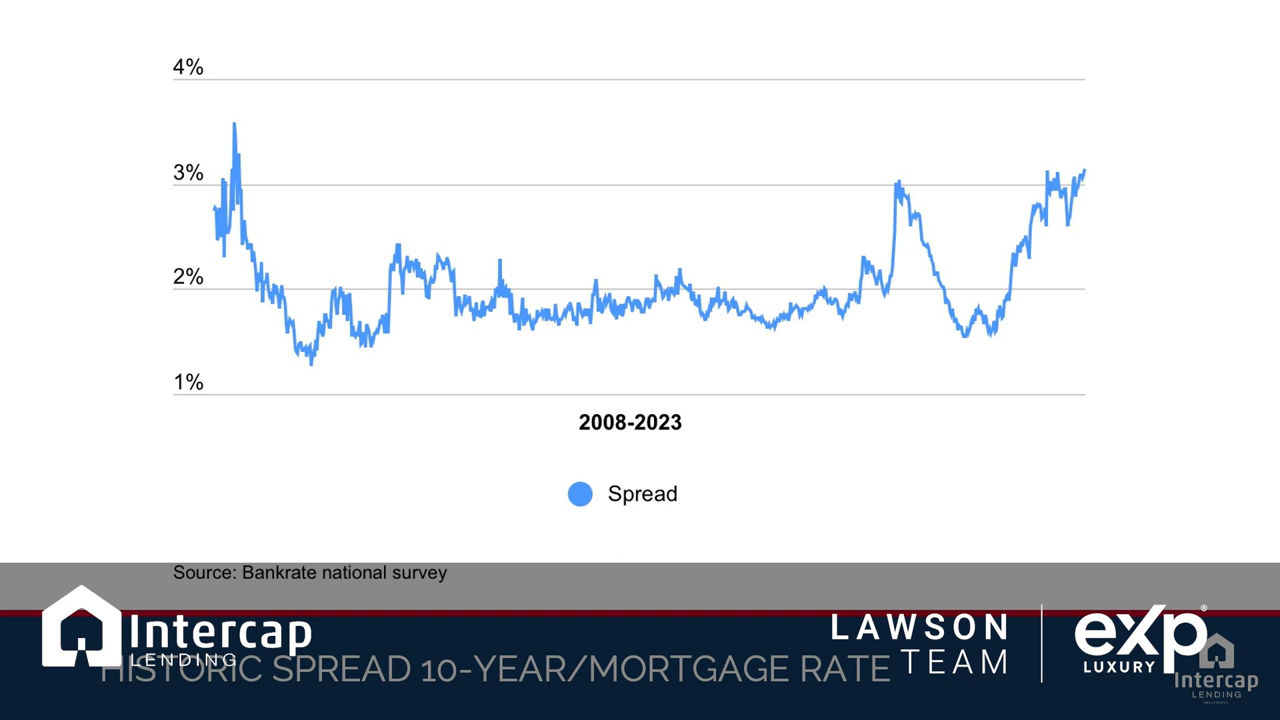 4%
3%
2%
1%
2008-2023
Spread
Source: Bankrate national survey
Intercap
LENDING
HISTORIC SPREAD 10-YEAR/MORTGAGE RATE
LAWSON
TEAM
eXp®
LUXURY
Intercap
LENDING